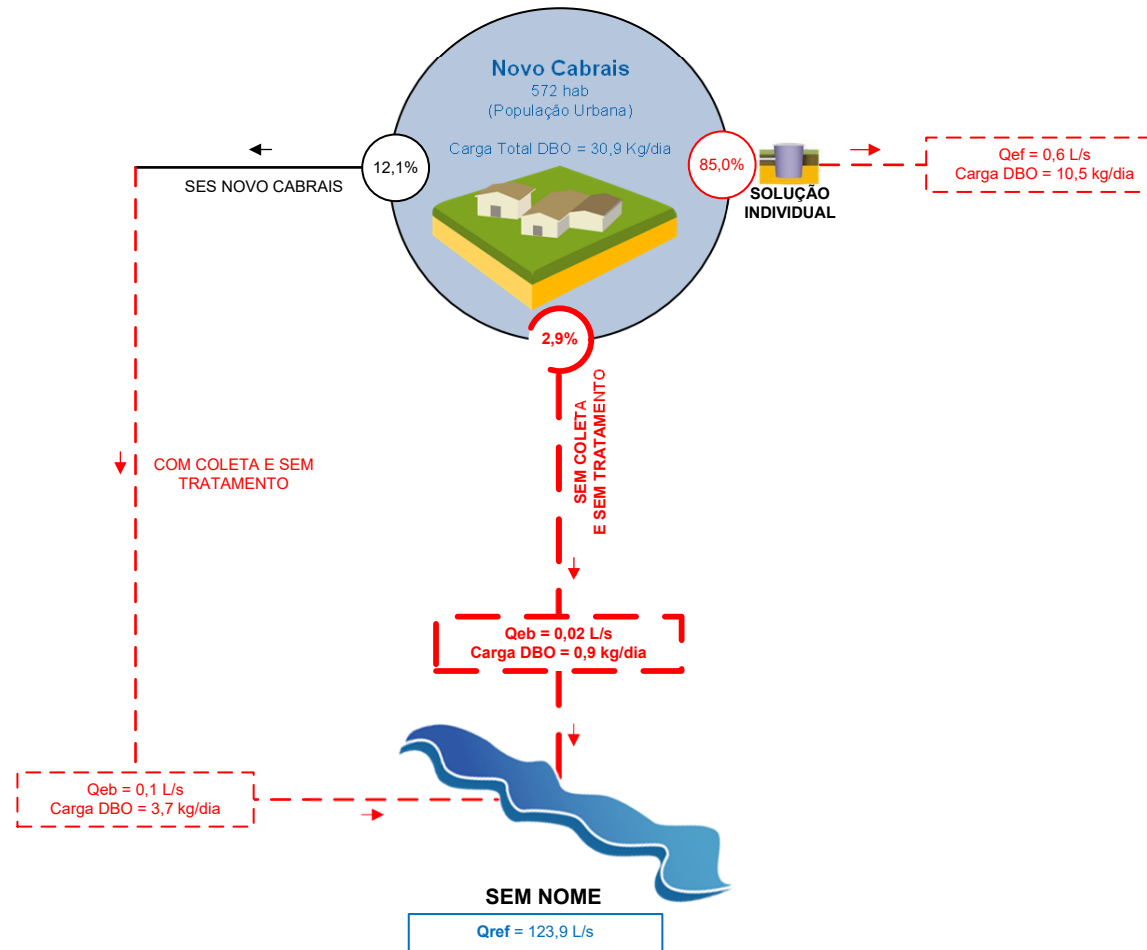 Novo Cabrais
572 hab
(População Urbana)
Carga Total DBO = 30,9 Kg/dia
12,1%
85,0%
2,9%
SES NOVO CABRAIS
SOLUÇÃO
INDIVIDUAL
Qef = 0,6 L/s
Carga DBO = 10,5 kg/dia
COM COLETA E SEM
TRATAMENTO
SEM COLETA
E SEM TRATAMENTO
Qeb = 0,02 L/s
Carga DBO = 0,9 kg/dia
Qeb = 0,1 L/s
Carga DBO = 3,7 kg/dia
SEM NOME
Qref = 123,9 L/s